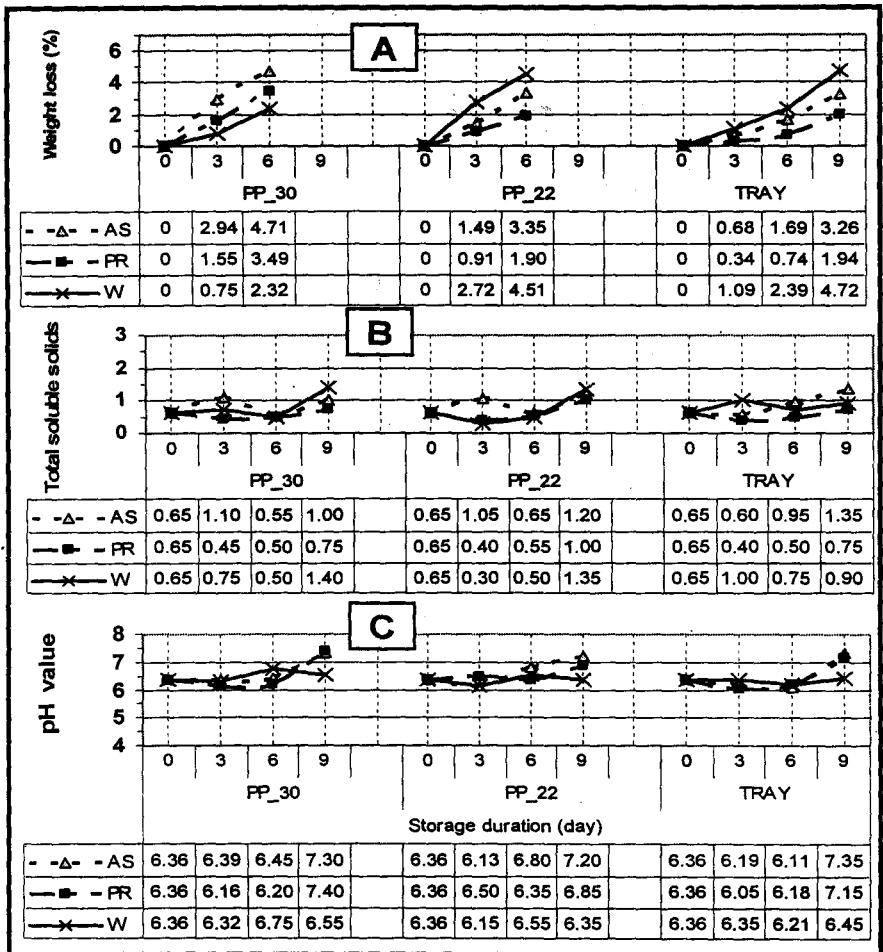 A
Weight loss (%)
6
4
2
0
0 3 6 9 0 3 6 9 0 3 6 9
PP_30 PP_22 TRAY
AS 0 2.94 4.71 0 1.49 3.35 0 0.68 1.69 3.26
PR 0 1.55 3.49 0 0.91 1.90 0 0.34 0.74 1.94
W 0 0.75 2.32 0 2.72 4.51 0 1.09 2.39 4.72
B
Total soluble solids
3
2
1
0
0 3 6 9 0 3 6 9 0 3 6 9
PP_30 PP_22 TRAY
AS 0.65 1.10 0.55 1.00 0.65 1.05 0.65 1.20 0.65 0.60 0.95 1.35
PR 0.65 0.45 0.50 0.75 0.65 0.40 0.55 1.00 0.65 0.40 0.50 0.75
W 0.65 0.75 0.50 1.40 0.65 0.30 0.50 1.35 0.65 1.00 0.75 0.90
C
pH value
8
7
6
5
4
0 3 6 9 0 3 6 9 0 3 6 9
PP_30 PP_22 TRAY
Storage duration (day)
AS 6.36 6.39 6.45 7.30 6.36 6.13 6.80 7.20 6.36 6.19 6.11 7.35
PR 6.36 6.16 6.20 7.40 6.36 6.50 6.35 6.85 6.36 6.05 6.18 7.15
W 6.36 6.32 6.75 6.55 6.36 6.15 6.55 6.35 6.36 6.35 6.21 6.45